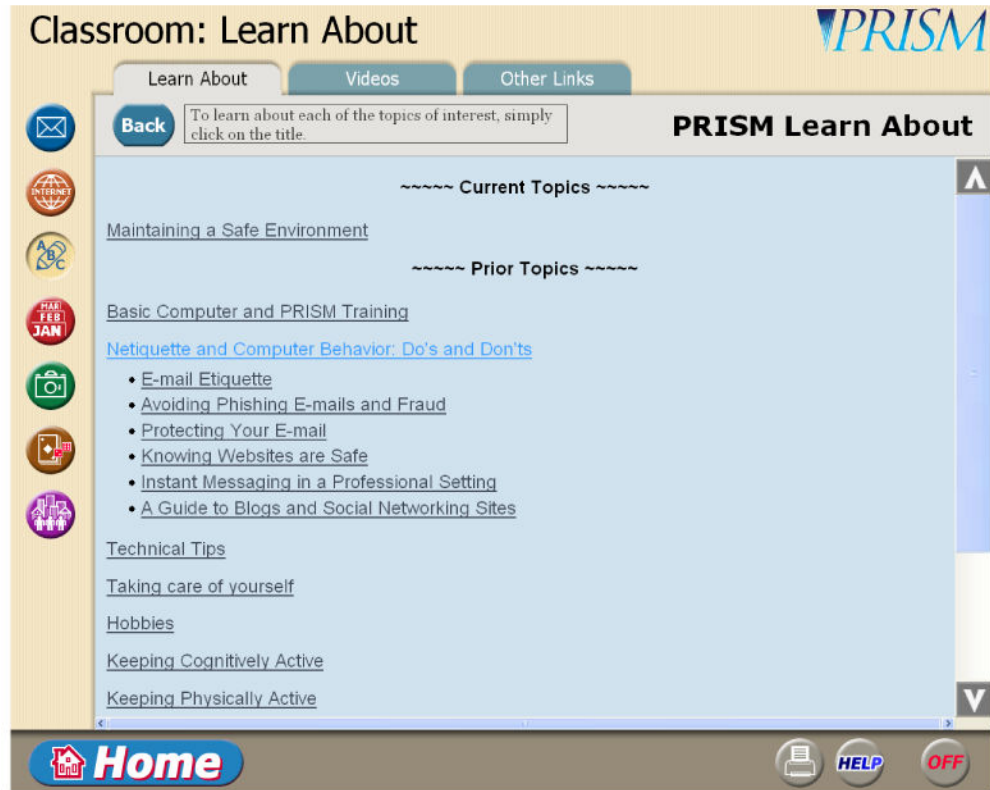 Classroom: Learn About
PRISM
Learn About
Videos
Other Links
Back
To learn about each of the topics of interest, simply
click on the title.
PRISM Learn About
~~~~~ Current Topics ~~~~~
INTERNET
Maintaining a Safe Environment
A B C
~~~~~ Prior Topics ~~~~~
MAR
FEB
JAN
Basic Computer and PRISM Training
Netiquette and Computer Behavior: Do's and Don'ts
• E-mail Etiquette
• Avoiding Phishing E-mails and Fraud
• Protecting Your E-mail
• Knowing Websites are Safe
• Instant Messaging in a Professional Setting
• A Guide to Blogs and Social Networking Sites
Technical Tips
Taking care of yourself
Hobbies
Keeping Cognitively Active
Keeping Physically Active
Home
HELP
OFF